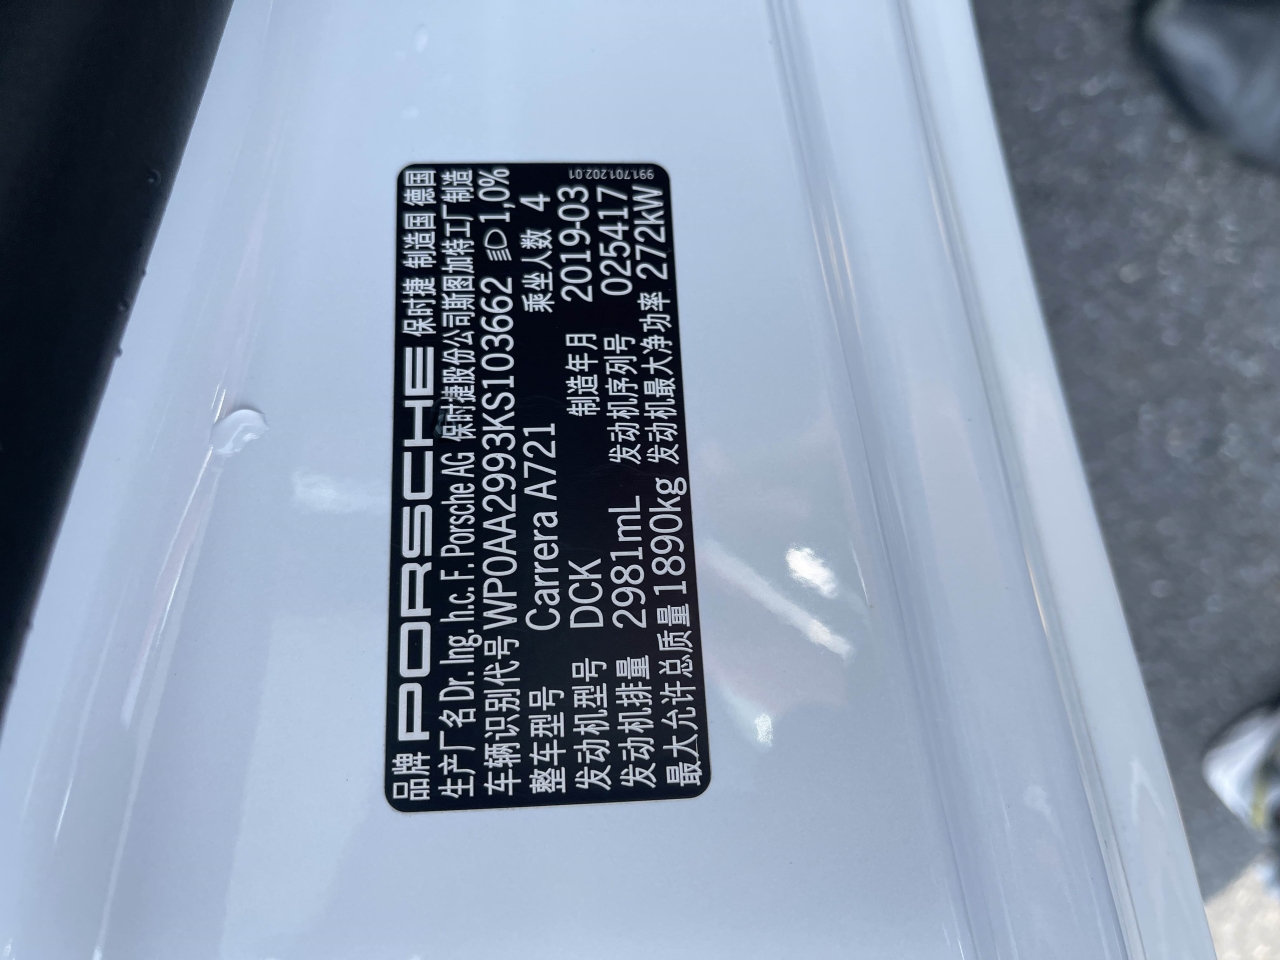 品牌 PORSCHE 保时捷 制造国 德国
生产厂名 Dr. Ing. h.c. F. Porsche AG 保时捷股份公司斯图加特工厂制造
车辆识别代号 WP0AA2993KS103662 1,0%
整车型号 Carrera A721 乘坐人数 4
发动机型号 DCK 制造年月 2019-03
发动机排量 2981mL 发动机序列号 025417
最大允许总质量 1890kg 发动机最大净功率 272kW
991.701.202.01